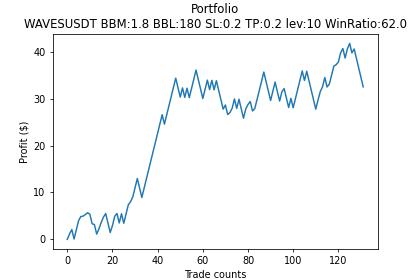 Portfolio
WAVESUSDT BBM:1.8 BBL:180 SL:0.2 TP:0.2 lev:10 WinRatio:62.0
40
30
20
10
0
Profit ($)
0 20 40 60 80 100 120
Trade counts